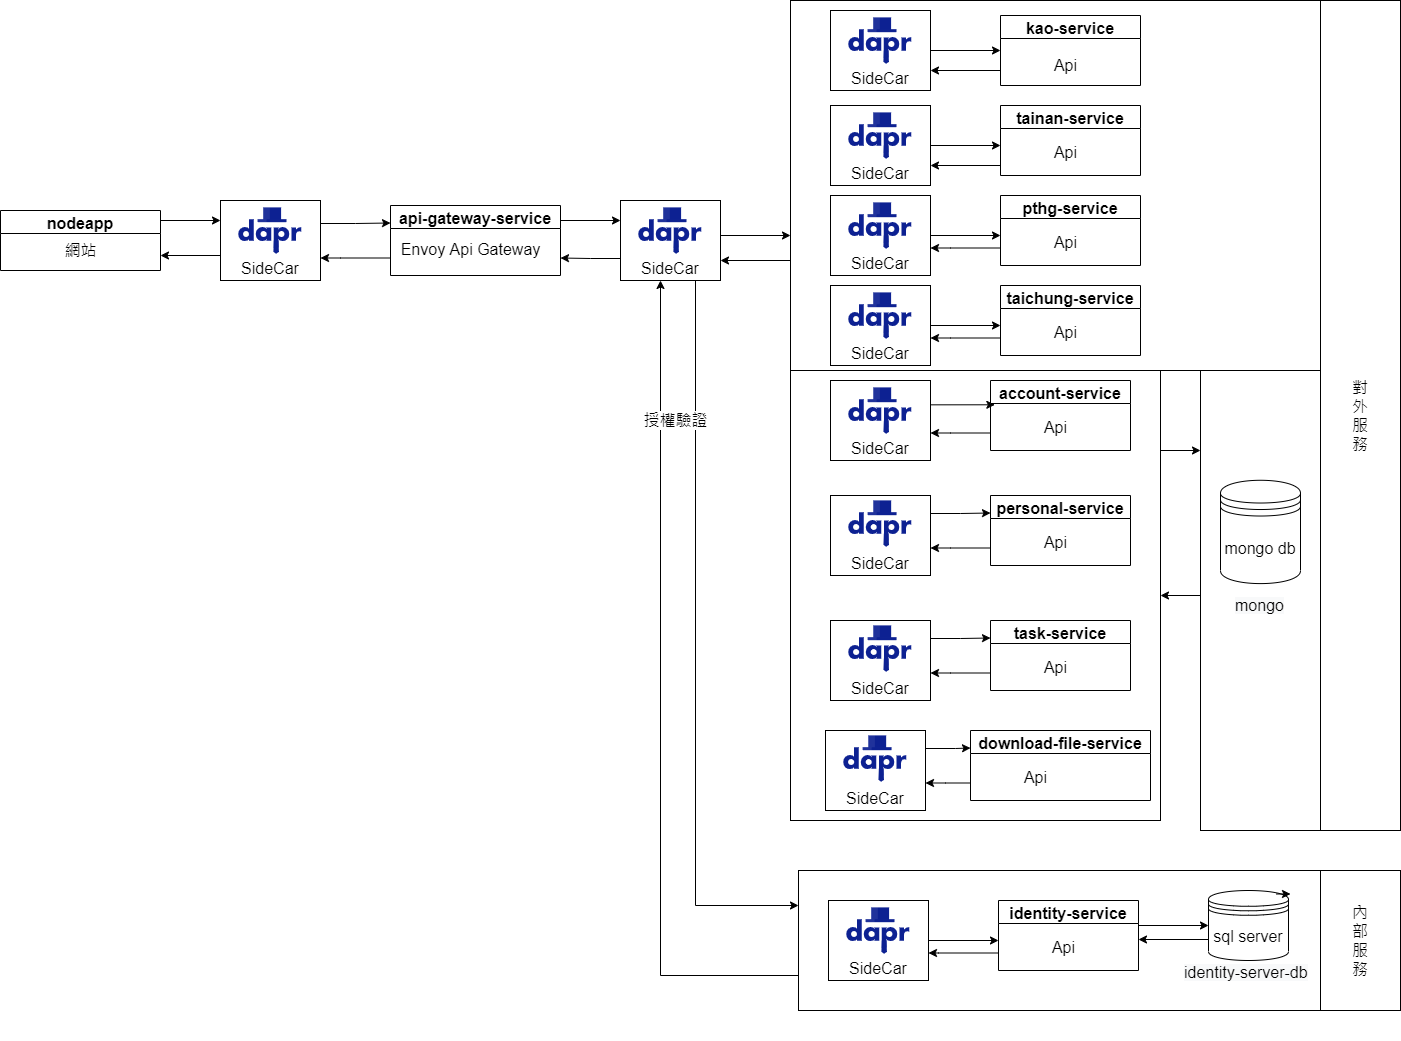 nodeapp
網站
dapr
SideCar
api-gateway-service
Envoy Api Gateway
dapr
SideCar
授權驗證
dapr
SideCar
kao-service
Api
dapr
SideCar
tainan-service
Api
dapr
SideCar
pthg-service
Api
dapr
SideCar
taichung-service
Api
dapr
SideCar
account-service
Api
dapr
SideCar
personal-service
Api
dapr
SideCar
task-service
Api
dapr
SideCar
download-file-service
Api
mongo db
mongo
對
外
服
務
dapr
SideCar
identity-service
Api
sql server
identity-server-db
內
部
服
務